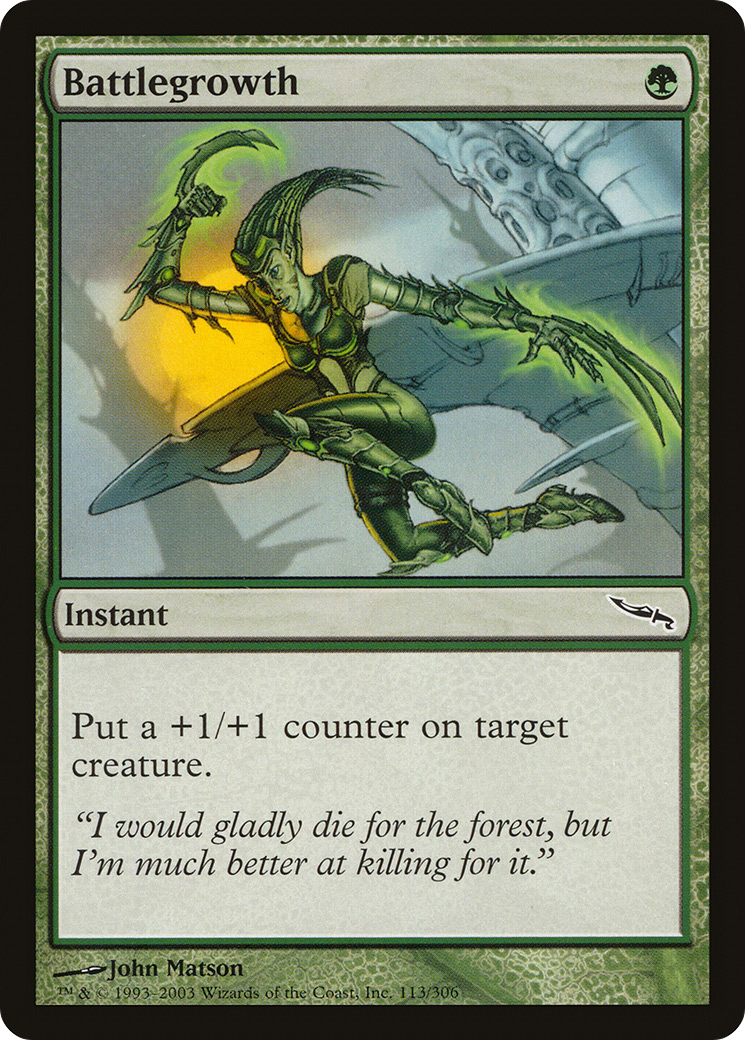 Battlegrowth
Instant
Put a +1/+1 counter on target
creature.
“I would gladly die for the forest, but
I’m much better at killing for it.”
John Matson
™ & © 1993–2003 Wizards of the Coast, Inc. 113/306